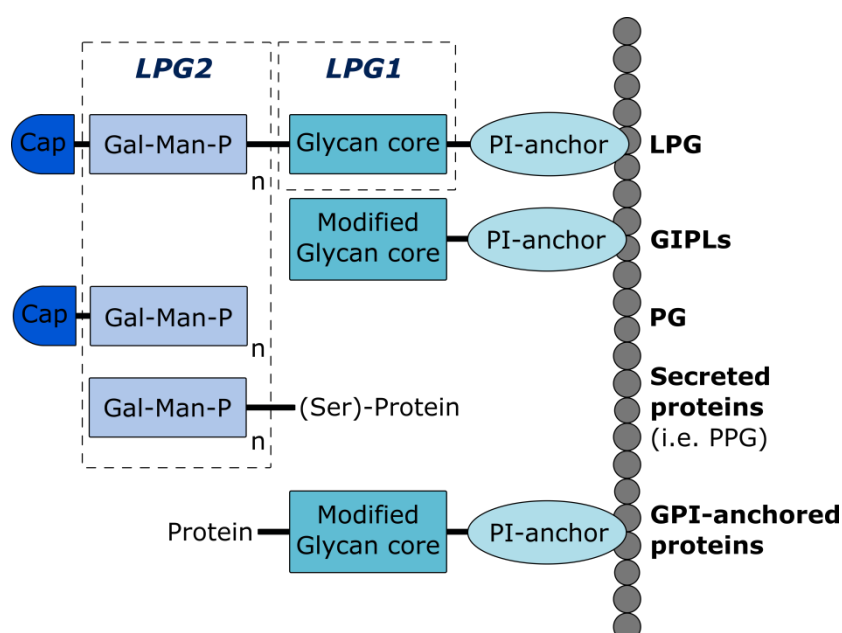 LPG2 LPG1
Cap Gal-Man-P n Glycan core PI-anchor LPG
Modified
Glycan core PI-anchor GIPLs
Cap Gal-Man-P n PG
Gal-Man-P n (Ser)-Protein
Secreted
proteins
(i.e. PPG)
Protein Modified
Glycan core PI-anchor GPI-anchored
proteins